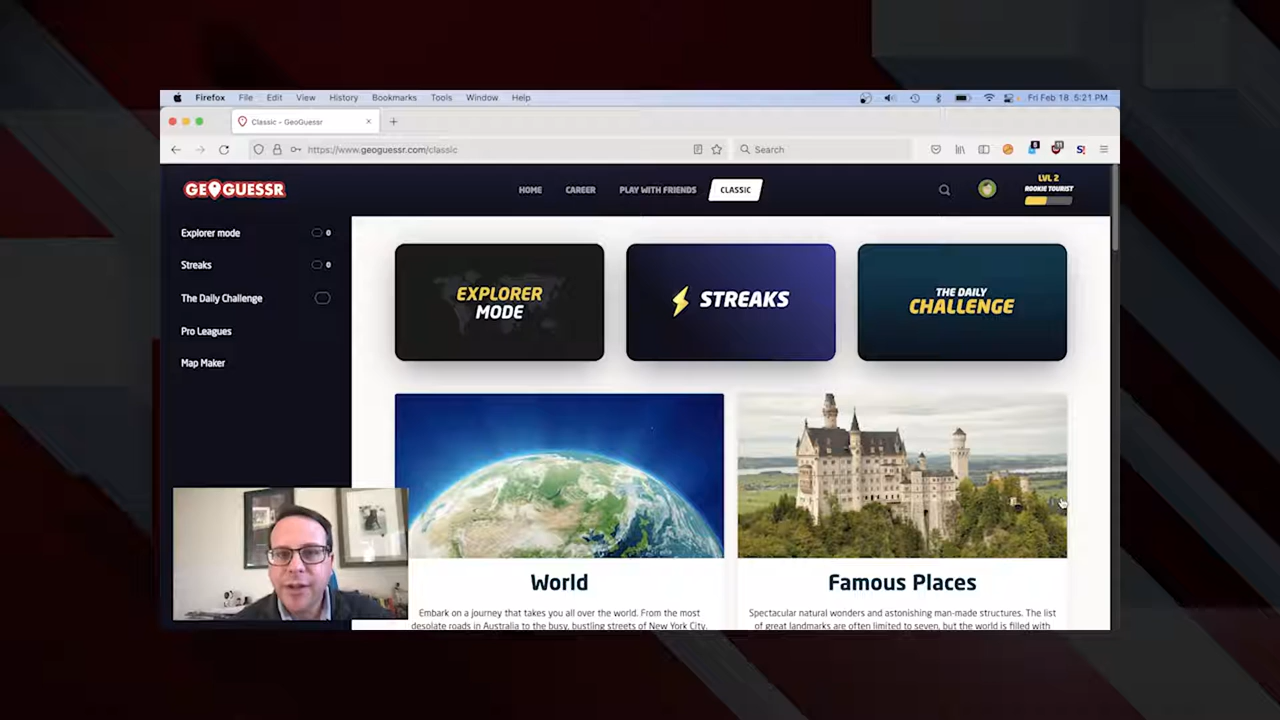 Firefox File Edit View History Bookmarks Tools Window Help Fri Feb 18 5:21 PM
Classic - GeoGuessr
https://www.geoguessr.com/classic Search
GEOGUESSR HOME CAREER PLAY WITH FRIENDS CLASSIC LVL 2
ROOKIE TOURIST
Explorer mode 0
Streaks 0
The Daily Challenge
Pro Leagues
Map Maker
EXPLORER
MODE
STREAKS
THE DAILY
CHALLENGE
World
Embark on a journey that takes you all over the world. From the most
desolate roads in Australia to the busy, bustling streets of New York City.
Famous Places
Spectacular natural wonders and astonishing man-made structures. The list
of great landmarks are often limited to seven, but the world is filled with